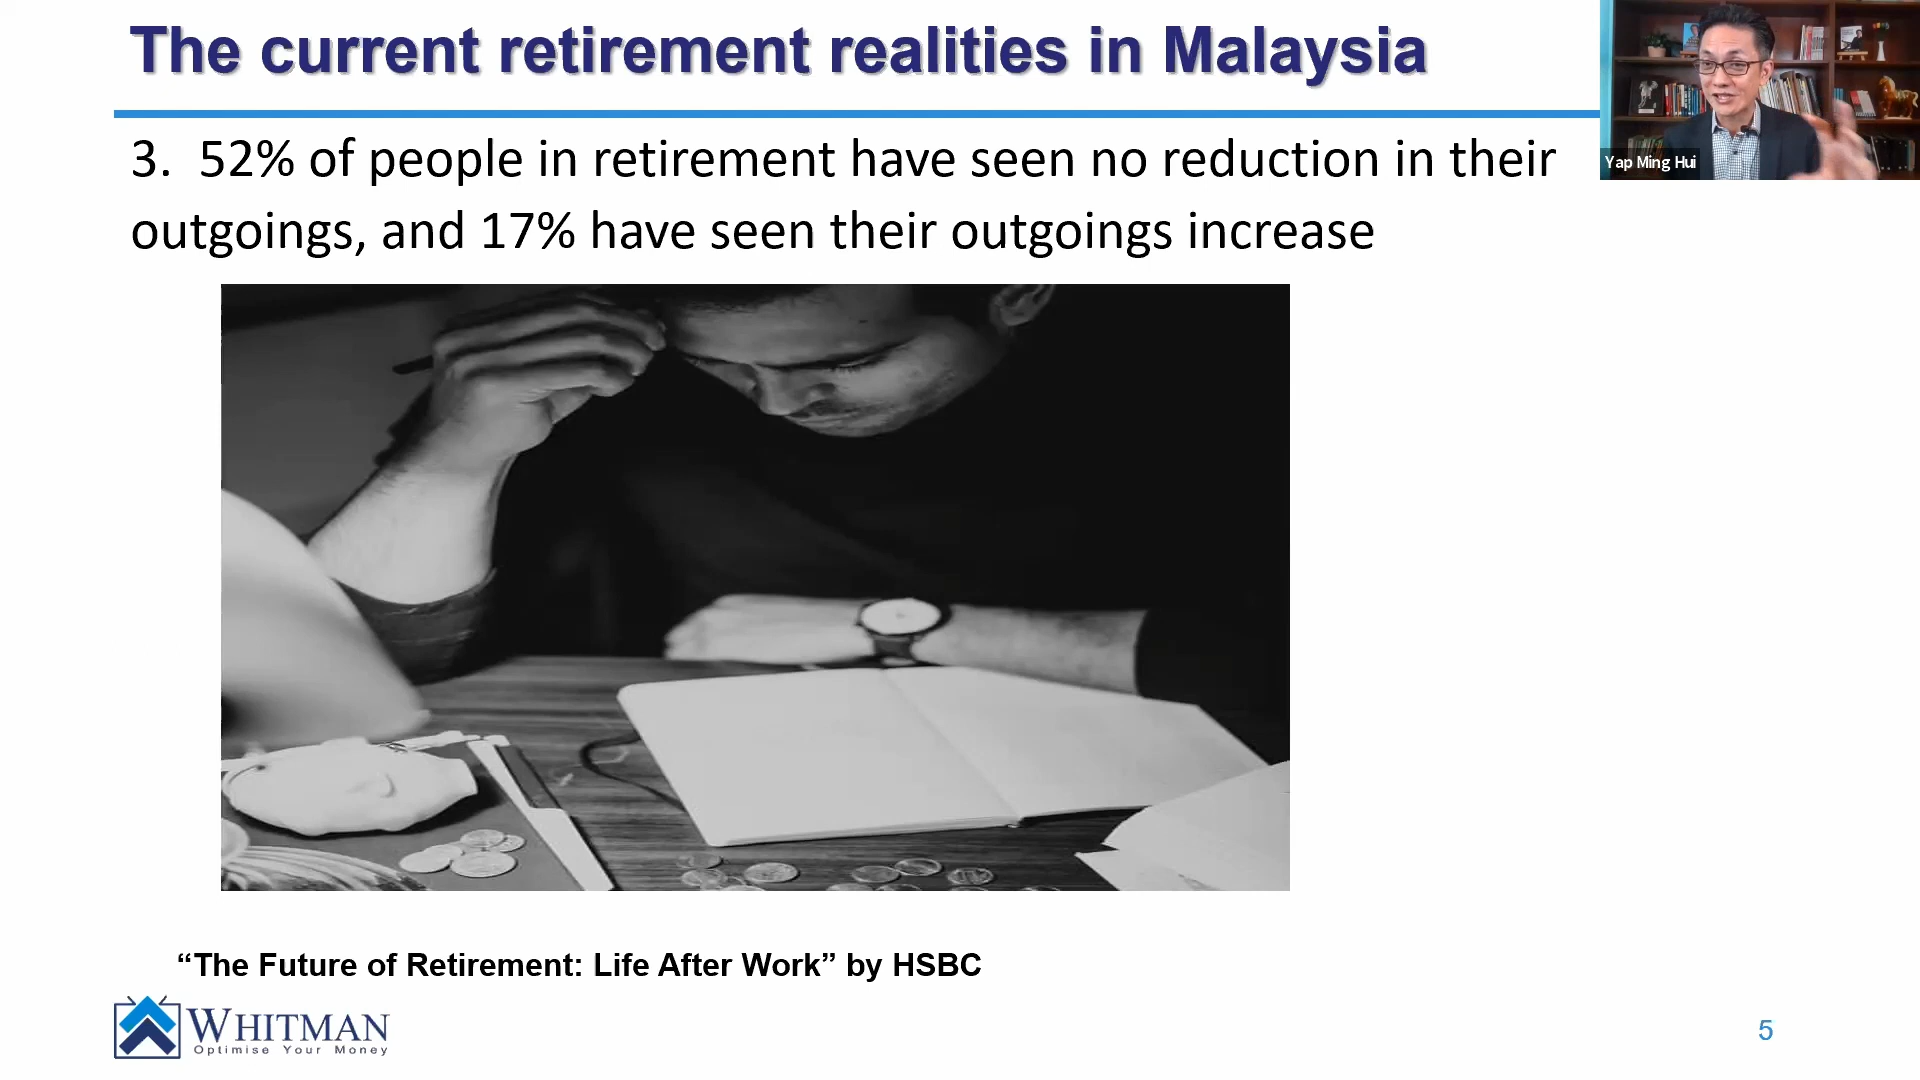 The current retirement realities in Malaysia
Yap Ming Hui
3. 52% of people in retirement have seen no reduction in their
outgoings, and 17% have seen their outgoings increase
“The Future of Retirement: Life After Work” by HSBC
WHITMAN
Optimise Your Money
5